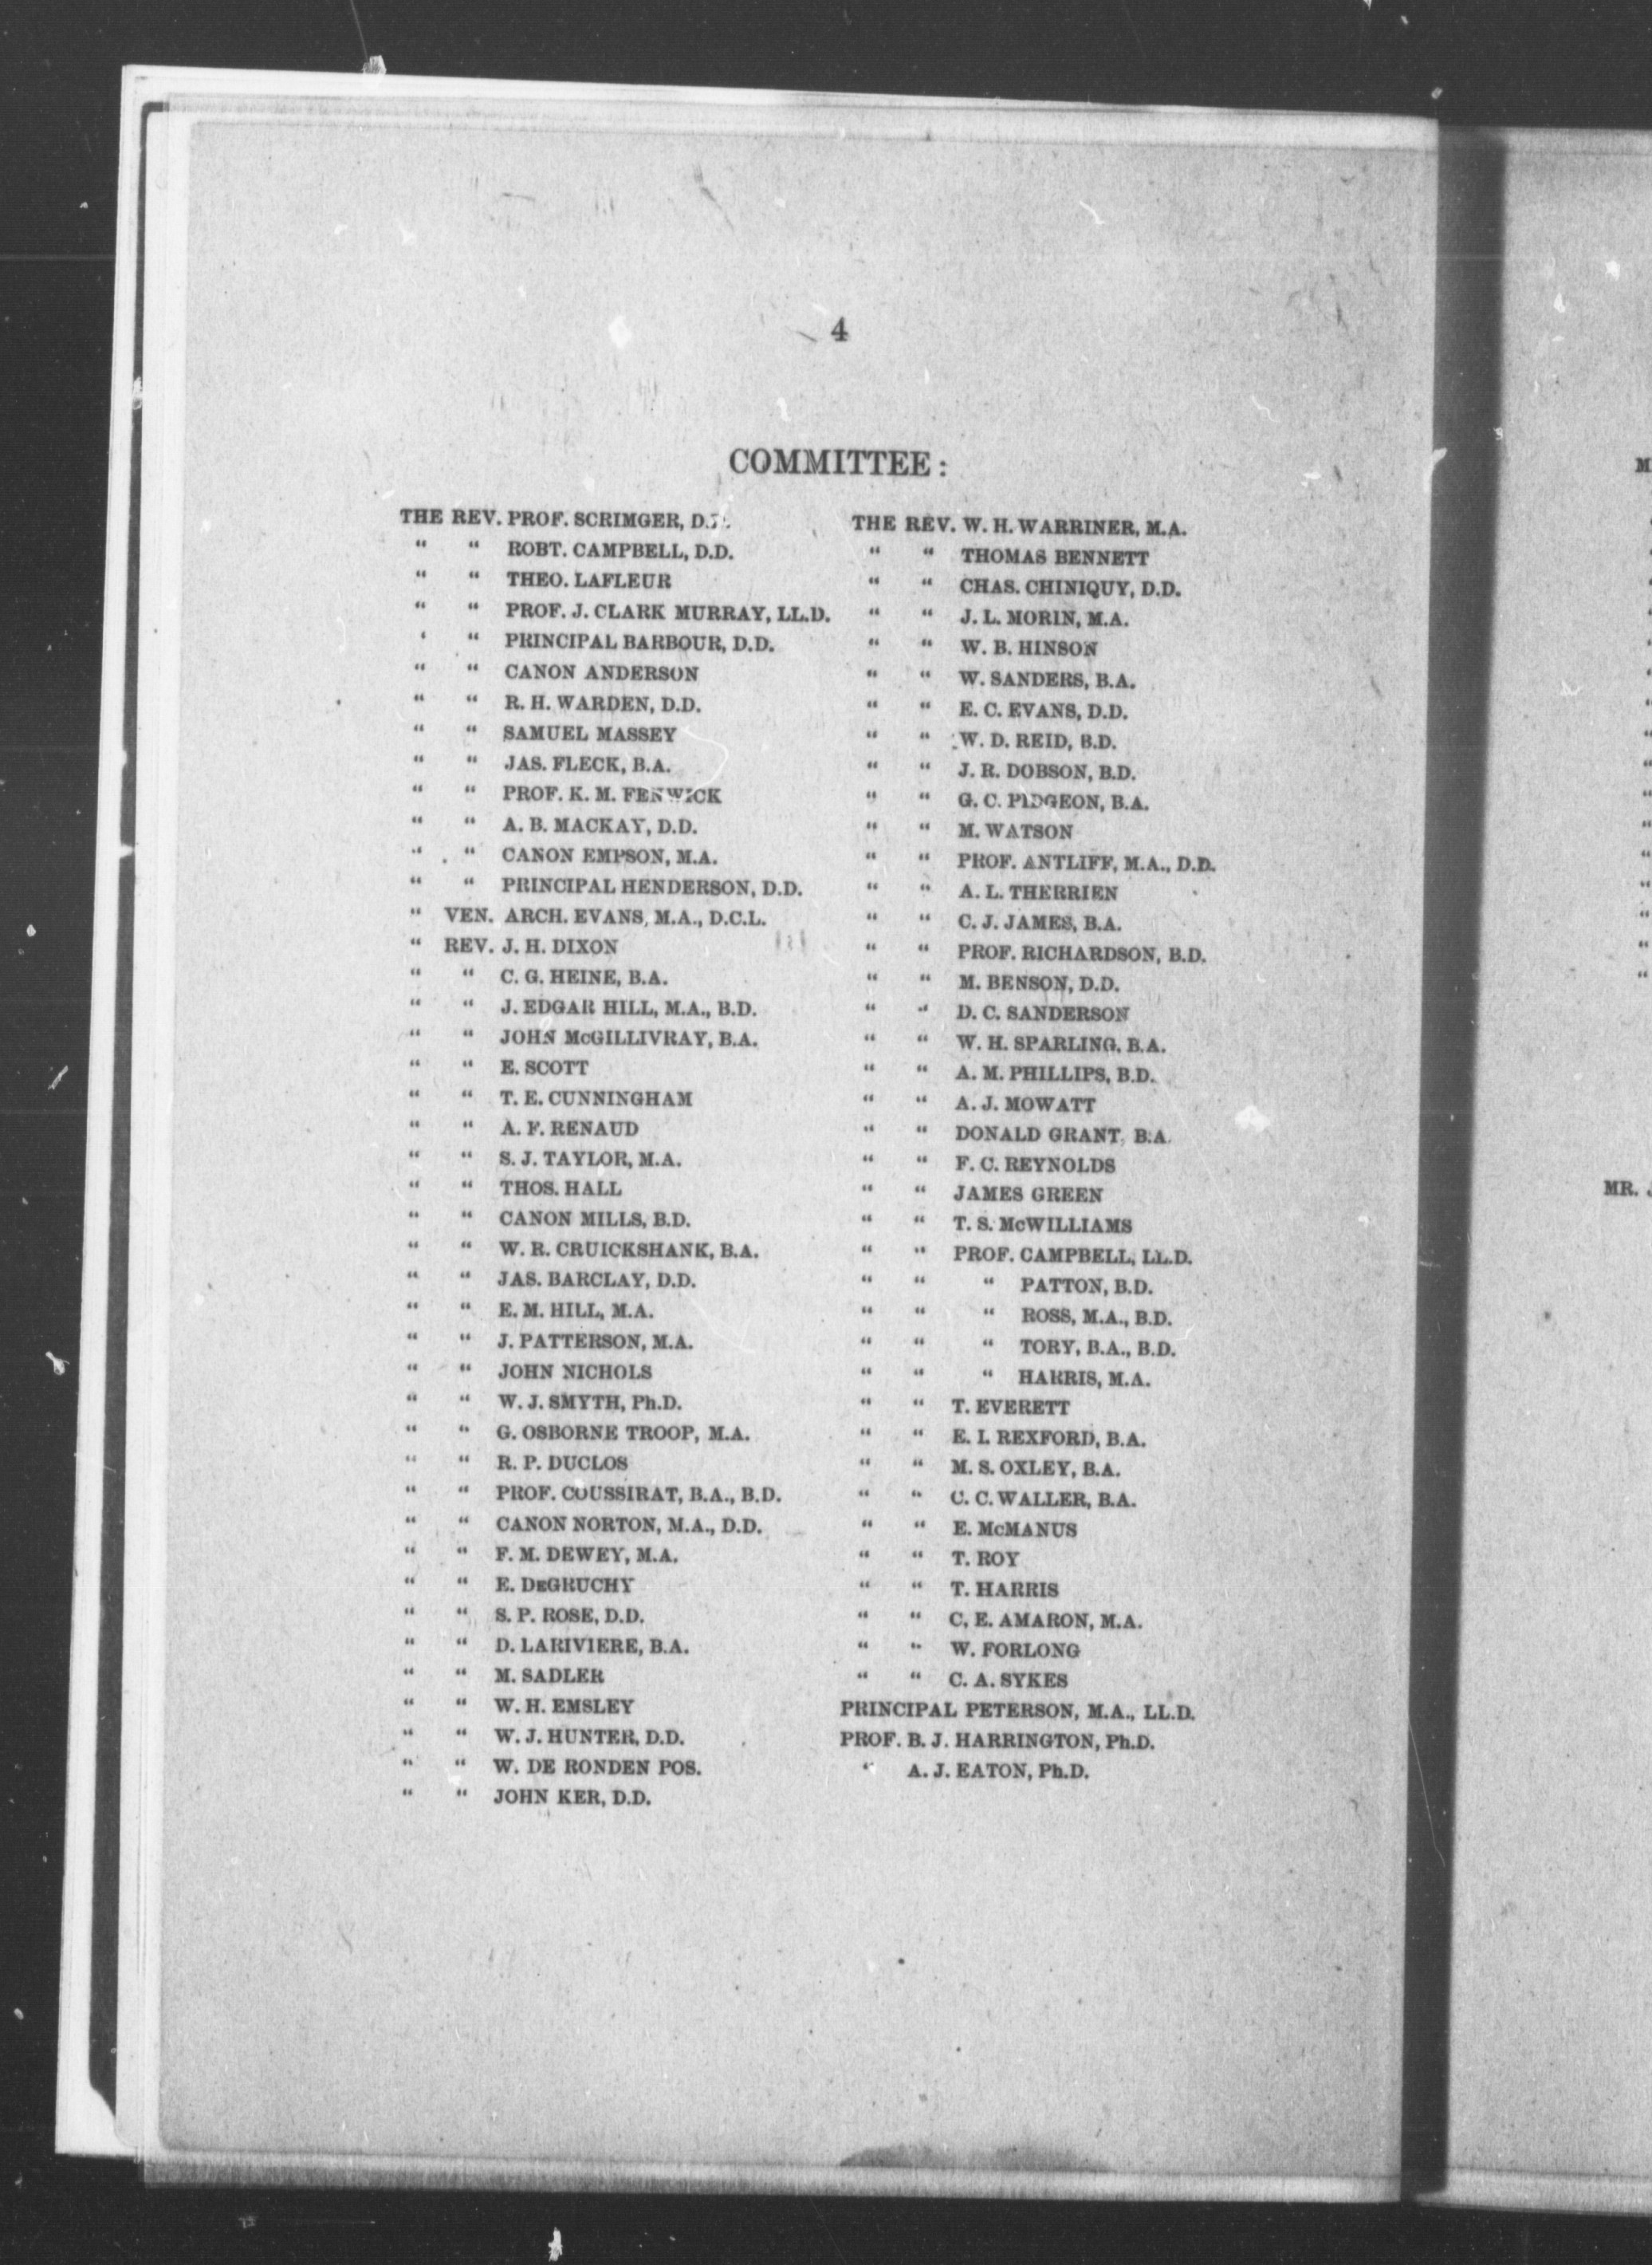 4
COMMITTEE:
THE REV. PROF. SCRIMGER,
“ “ ROBT. CAMPBELL, D.D.
“ “ THEO. LAFLEUR
“ “ PROF. J. CLARK MURRAY, LL.D.
“ “ PRINCIPAL BARBOUR, D.D.
“ “ CANON ANDERSON
“ “ R. H. WARDEN, D.D.
“ “ SAMUEL MASSEY
“ “ JAS. FLECK, B.A.
“ “ PROF. K. M. FENWICK
“ “ A. B. MACKAY, D.D.
“ “ CANON EMPSON, M.A.
“ “ PRINCIPAL HENDERSON, D.D.
“ VEN. ARCH. EVANS, M.A., D.C.L.
“ REV. J. H. DIXON
“ “ C. G. HEINE, B.A.
“ “ J. EDGAR HILL, M.A., B.D.
“ “ JOHN McGILLIVRAY, B.A.
“ “ E. SCOTT
“ “ T. E. CUNNINGHAM
“ “ A. F. RENAUD
“ “ S. J. TAYLOR, M.A.
“ “ THOS. HALL
“ “ CANON MILLS, B.D.
“ “ W. R. CRUICKSHANK, B.A.
“ “ JAS. BARCLAY, D.D.
“ “ E. M. HILL, M.A.
“ “ J. PATTERSON, M.A.
“ “ JOHN NICHOLS
“ “ W. J. SMYTH, Ph.D.
“ “ G. OSBORNE TROOP, M.A.
“ “ R. P. DUCLOS
“ “ PROF. COUSSIRAT, B.A., B.D.
“ “ CANON NORTON, M.A., D.D.
“ “ F. M. DEWEY, M.A.
“ “ E. DEGRUCHY
“ “ S. P. ROSE, D.D.
“ “ D. LARIVIERE, B.A.
“ “ M. SADLER
“ “ W. H. EMSLEY
“ “ W. J. HUNTER, D.D.
“ “ W. DE RONDEN POS.
“ “ JOHN KER, D.D.
THE REV. W. H. WARRINER, M.A.
“ “ THOMAS BENNETT
“ “ CHAS. CHINIQUY, D.D.
“ “ J. L. MORIN, M.A.
“ “ W. B. HINSON
“ “ W. SANDERS, B.A.
“ “ E. C. EVANS, D.D.
“ “ W. D. REID, B.D.
“ “ J. R. DOBSON, B.D.
“ “ G. C. PIDGEON, B.A.
“ “ M. WATSON
“ “ PROF. ANTLIFF, M.A., D.D.
“ “ A. L. THERRIEN
“ “ C. J. JAMES, B.A.
“ “ PROF. RICHARDSON, B.D.
“ “ M. BENSON, D.D.
“ “ D. C. SANDERSON
“ “ W. H. SPARLING, B.A.
“ “ A. M. PHILLIPS, B.D.
“ “ A. J. MOWATT
“ “ DONALD GRANT, B.A.
“ “ F. C. REYNOLDS
“ “ JAMES GREEN
“ “ T. S. McWILLIAMS
“ “ PROF. CAMPBELL, LL.D.
“ “ “ PATTON, B.D.
“ “ “ ROSS, M.A., B.D.
“ “ “ TORY, B.A., B.D.
“ “ “ HARRIS, M.A.
“ “ T. EVERETT
“ “ E. I. REXFORD, B.A.
“ “ M. S. OXLEY, B.A.
“ “ C. C. WALLER, B.A.
“ “ E. McMANUS
“ “ T. ROY
“ “ T. HARRIS
“ “ C, E. AMARON, M.A.
“ “ W. FORLONG
“ “ C. A. SYKES
PRINCIPAL PETERSON, M.A., LL.D.
PROF. B. J. HARRINGTON, Ph.D.
“ A. J. EATON, Ph.D.
M
MR.